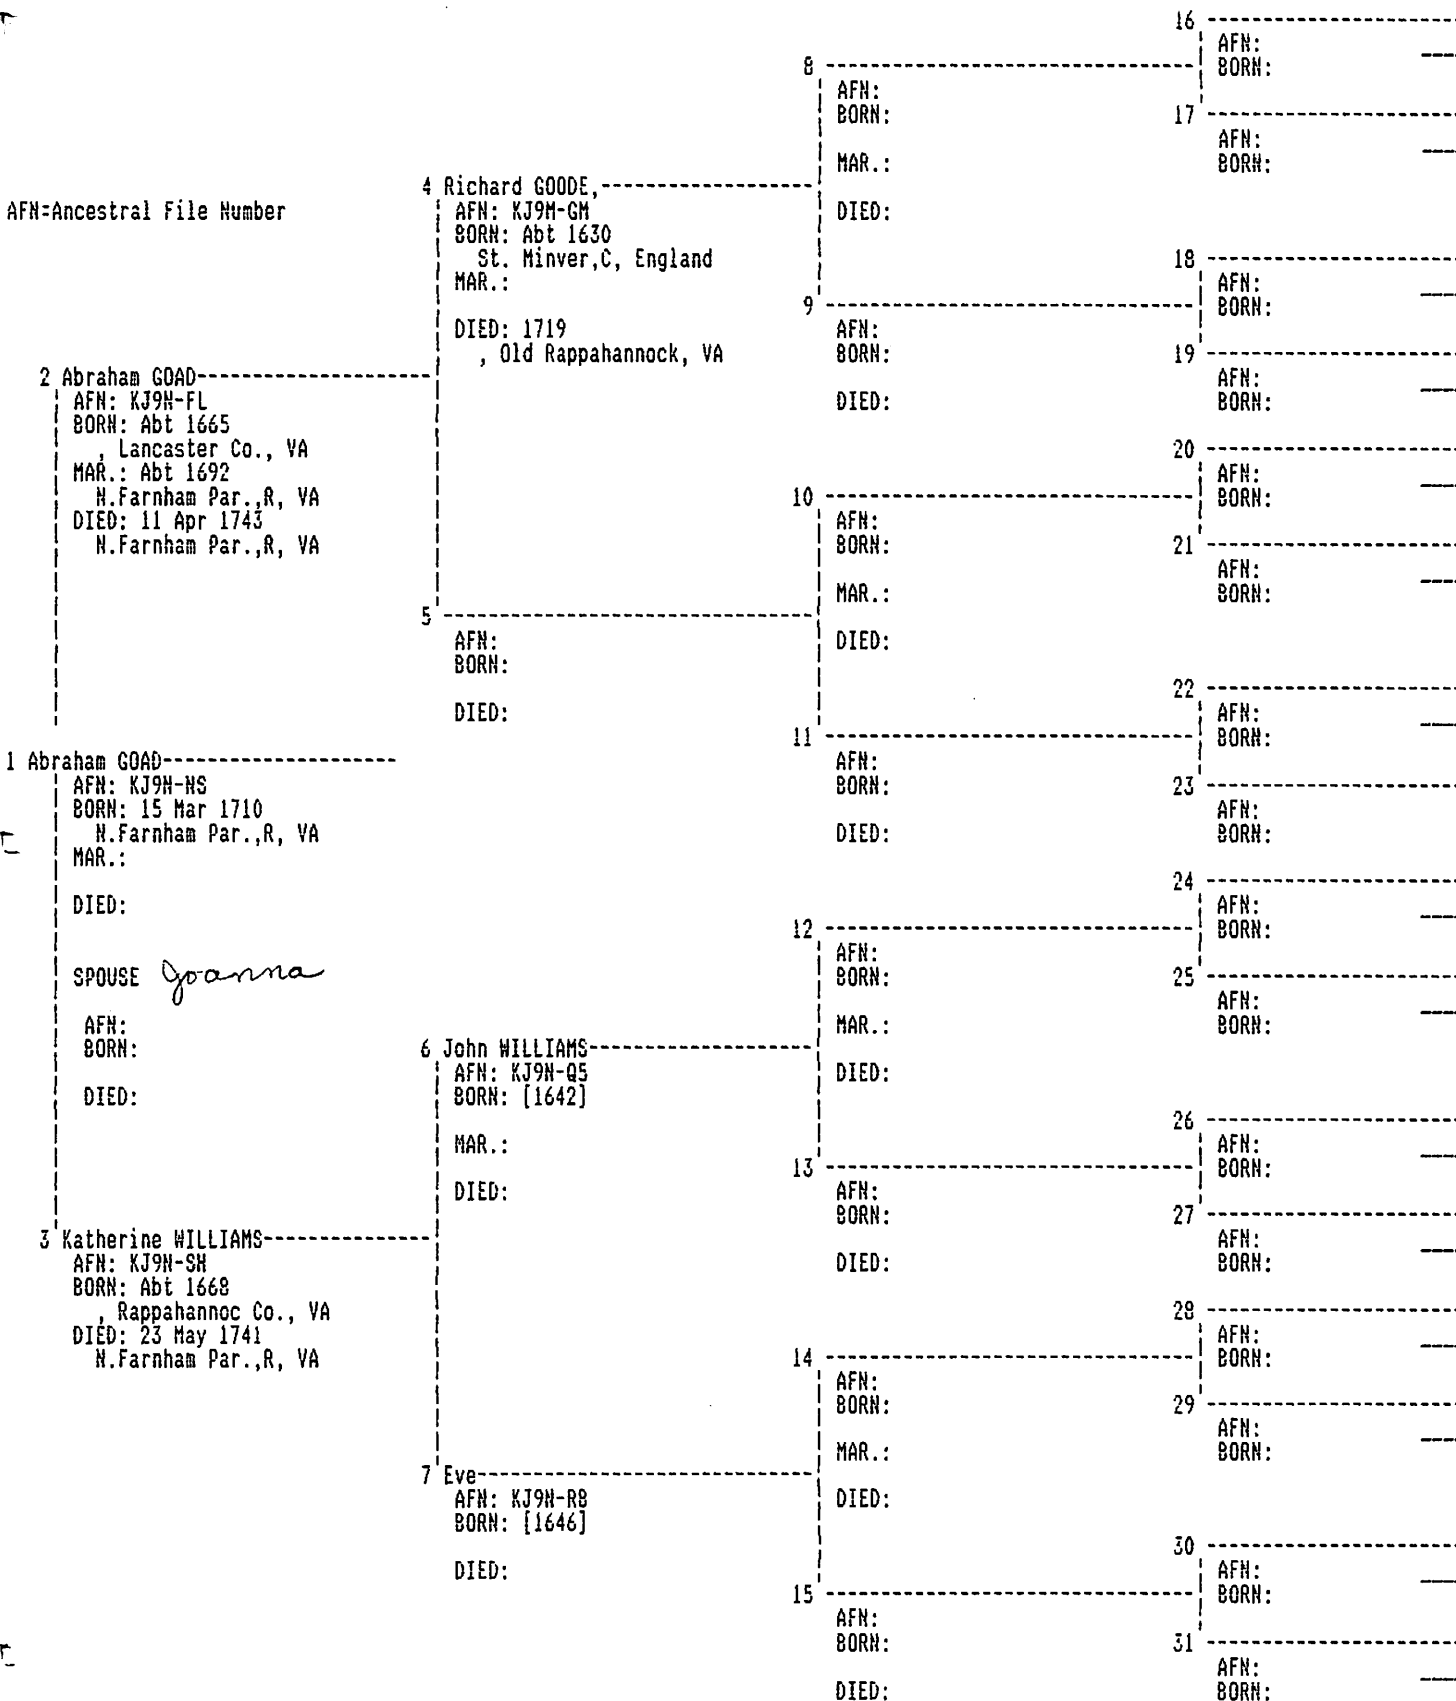 AFN=Ancestral File Number
1 Abraham GOAD
AFN: KJ9N-NS
BORN: 15 Mar 1710
N.Farnham Par.,R, VA
MAR.:
DIED:
SPOUSE Joanna
AFN:
BORN:
DIED:
2 Abraham GOAD
AFN: KJ9N-FL
BORN: Abt 1665
, Lancaster Co., VA
MAR.: Abt 1692
N.Farnham Par.,R, VA
DIED: 11 Apr 1743
N.Farnham Par.,R, VA
3 Katherine WILLIAMS
AFN: KJ9N-SH
BORN: Abt 1668
, Rappahannoc Co., VA
DIED: 23 May 1741
N.Farnham Par.,R, VA
4 Richard GOODE,
AFN: KJ9M-GM
BORN: Abt 1630
St. Minver,C, England
MAR.:
DIED: 1719
, Old Rappahannock, VA
5
AFN:
BORN:
DIED:
6 John WILLIAMS
AFN: KJ9N-Q5
BORN: [1642]
MAR.:
DIED:
7 Eve
AFN: KJ9N-RB
BORN: [1646]
DIED:
8
AFN:
BORN:
MAR.:
DIED:
9
AFN:
BORN:
DIED:
10
AFN:
BORN:
MAR.:
DIED:
11
AFN:
BORN:
DIED:
12
AFN:
BORN:
MAR.:
DIED:
13
AFN:
BORN:
DIED:
14
AFN:
BORN:
MAR.:
DIED:
15
AFN:
BORN:
DIED:
16
AFN:
BORN:
17
AFN:
BORN:
18
AFN:
BORN:
19
AFN:
BORN:
20
AFN:
BORN:
21
AFN:
BORN:
22
AFN:
BORN:
23
AFN:
BORN:
24
AFN:
BORN:
25
AFN:
BORN:
26
AFN:
BORN:
27
AFN:
BORN:
28
AFN:
BORN:
29
AFN:
BORN:
30
AFN:
BORN:
31
AFN:
BORN: